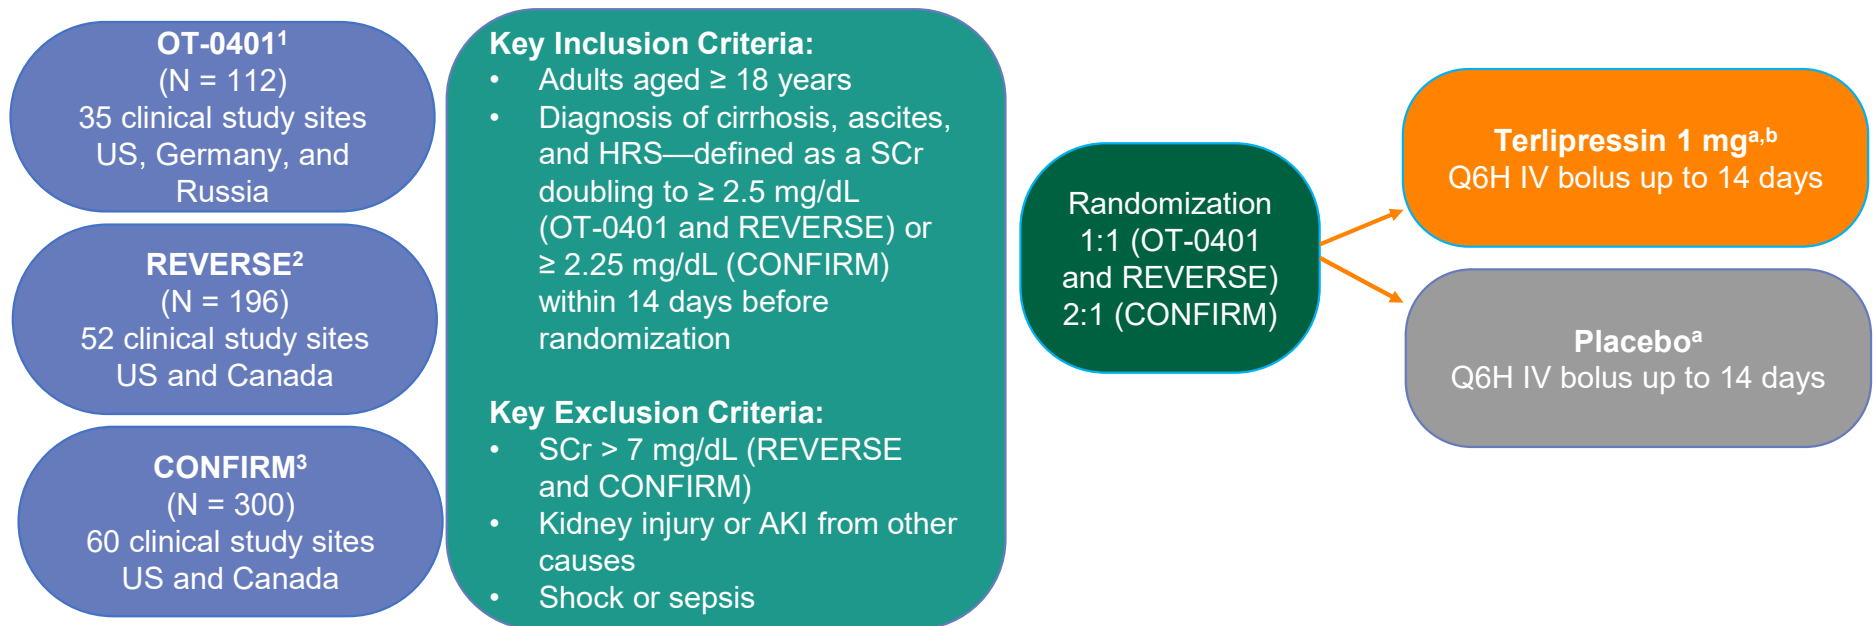 OT-0401¹
(N = 112)
35 clinical study sites
US, Germany, and
Russia
REVERSE²
(N = 196)
52 clinical study sites
US and Canada
CONFIRM³
(N = 300)
60 clinical study sites
US and Canada
Key Inclusion Criteria:
• Adults aged ≥ 18 years
• Diagnosis of cirrhosis, ascites,
and HRS—defined as a SCr
doubling to ≥ 2.5 mg/dL
(OT-0401 and REVERSE) or
≥ 2.25 mg/dL (CONFIRM)
within 14 days before
randomization
Key Exclusion Criteria:
• SCr > 7 mg/dL (REVERSE
and CONFIRM)
• Kidney injury or AKI from other
causes
• Shock or sepsis
Randomization
1:1 (OT-0401
and REVERSE)
2:1 (CONFIRM)
Terlipressin 1 mgᵃ,ᵇ
Q6H IV bolus up to 14 days
Placeboᵃ
Q6H IV bolus up to 14 days